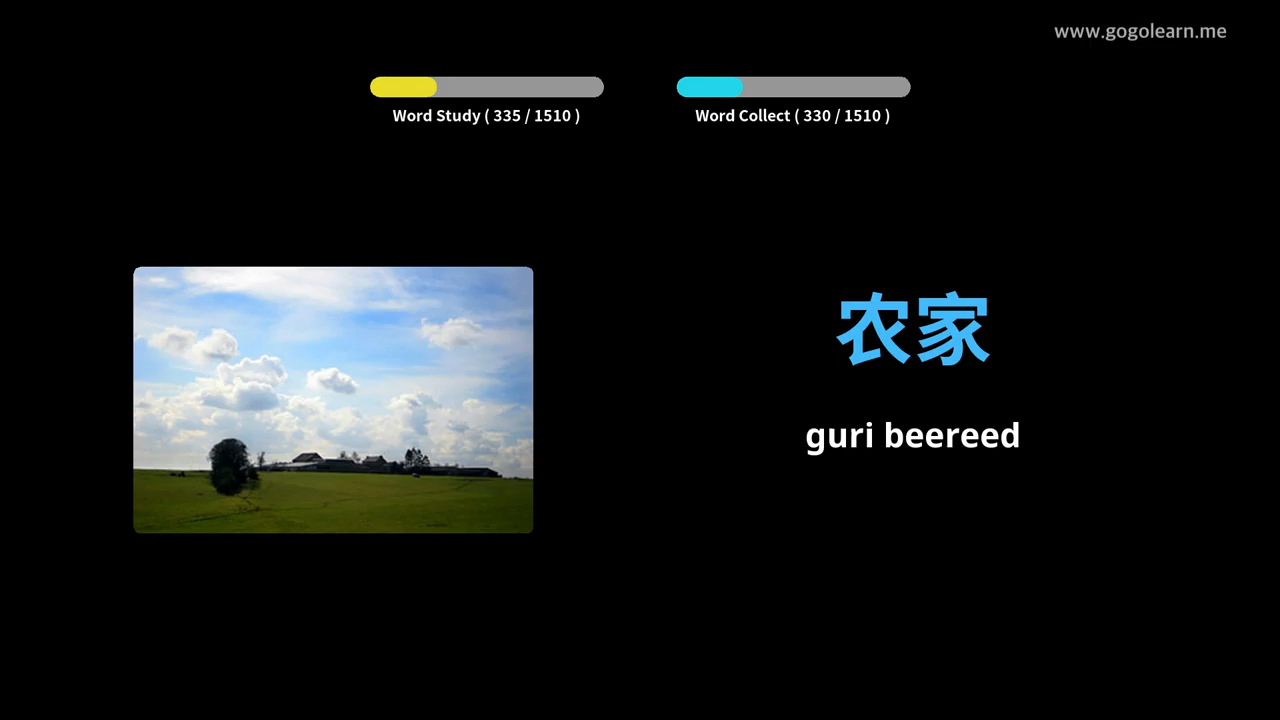 www.gogolearn.me
Word Study ( 335 / 1510 )
Word Collect ( 330 / 1510 )
农家
guri beereed